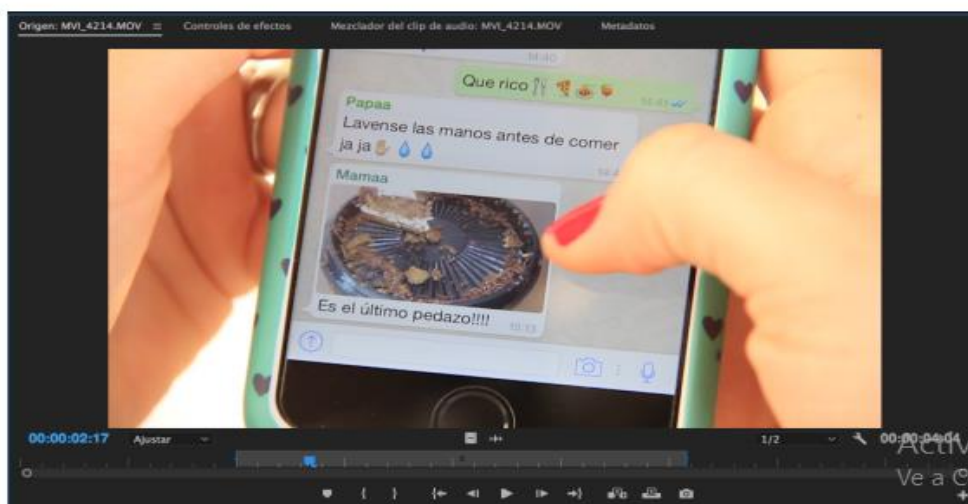 Origen: MVI_4214.MOV Controles de efectos Mezclador del clip de audio: MVI_4214.MOV Metadatos
14:40
Que rico
Papaa
Lavense las manos antes de comer
ja ja
Mamaa
Es el último pedazo!!!!
00:00:02:17 Ajustar 1/2 00:00:04:04
Ve a C